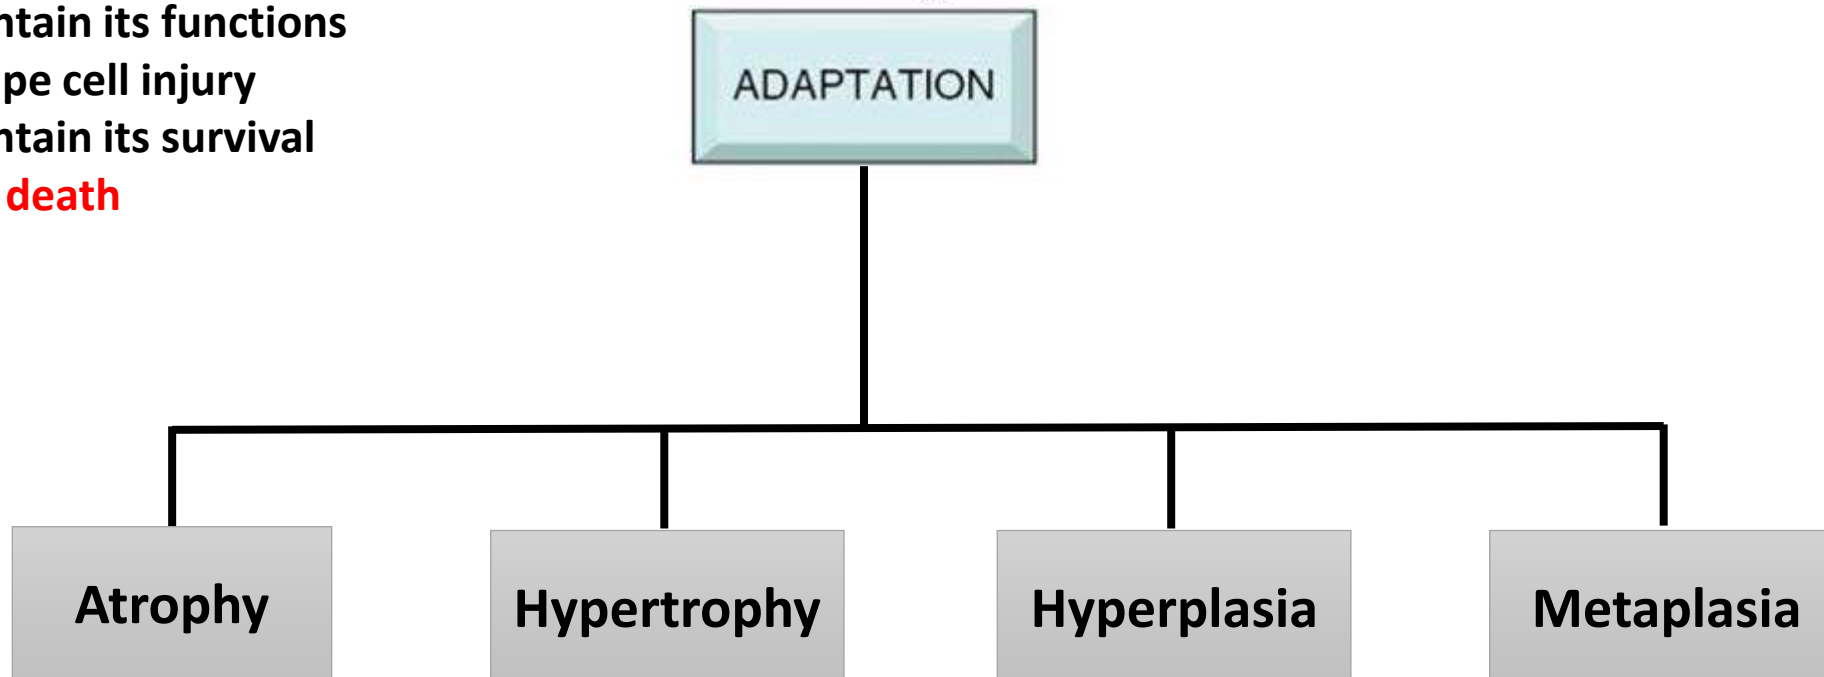 ntain its functions
pe cell injury
ntain its survival
death
ADAPTATION
Atrophy
Hypertrophy
Hyperplasia
Metaplasia